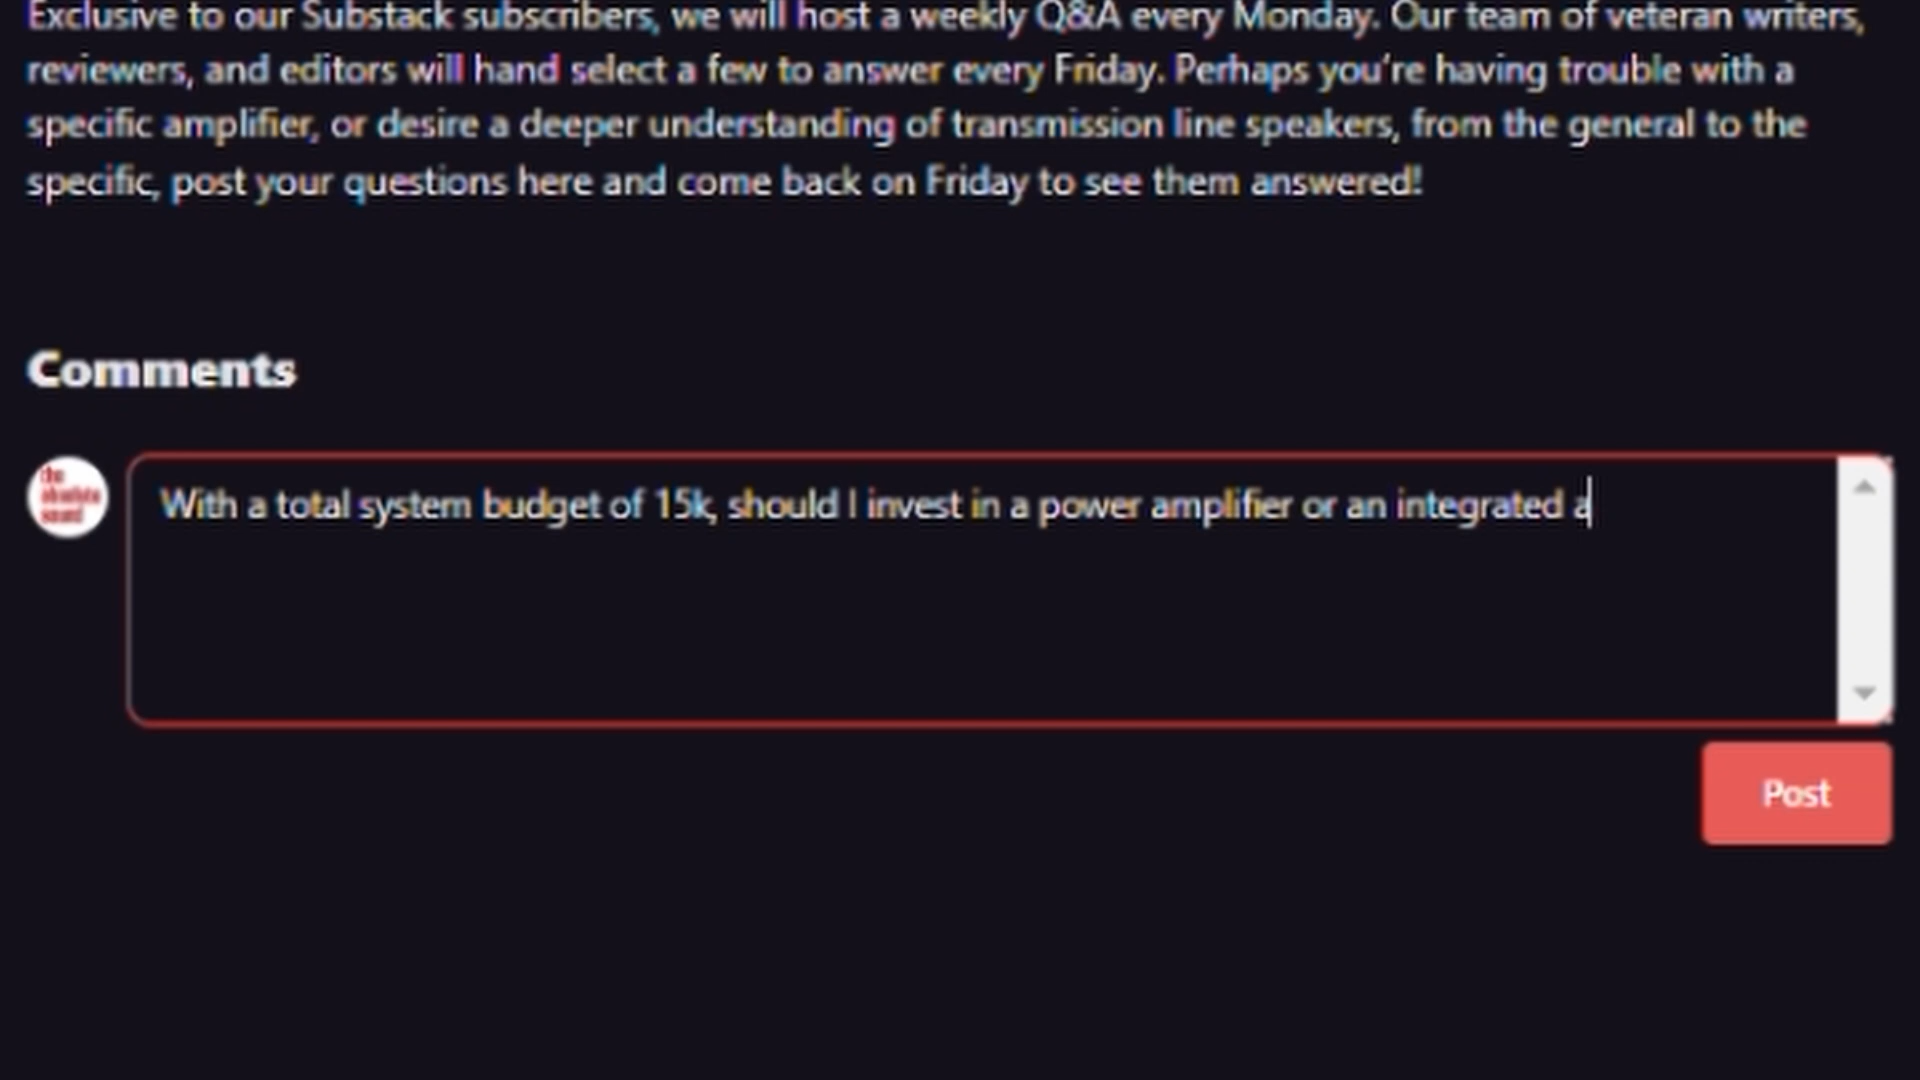 Exclusive to our Substack subscribers, we will host a weekly Q&A every Monday. Our team of veteran writers,
reviewers, and editors will hand select a few to answer every Friday. Perhaps you’re having trouble with a
specific amplifier, or desire a deeper understanding of transmission line speakers, from the general to the
specific, post your questions here and come back on Friday to see them answered!
Comments
the
absolute
sound
With a total system budget of 15k, should I invest in a power amplifier or an integrated a
Post